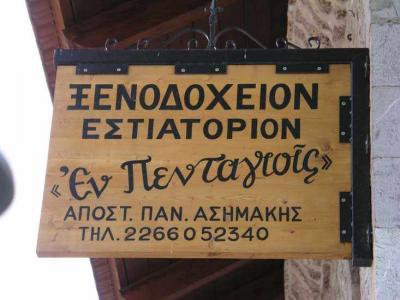 ΞΕΝΟΔΟΧΕΙΟΝ
ΕΣΤΙΑΤΟΡΙΟΝ
«Ἐν Πενταγιοῖς»
ΑΠΟΣΤ. ΠΑΝ. ΑΣΗΜΑΚΗΣ
ΤΗΛ. 2266052340